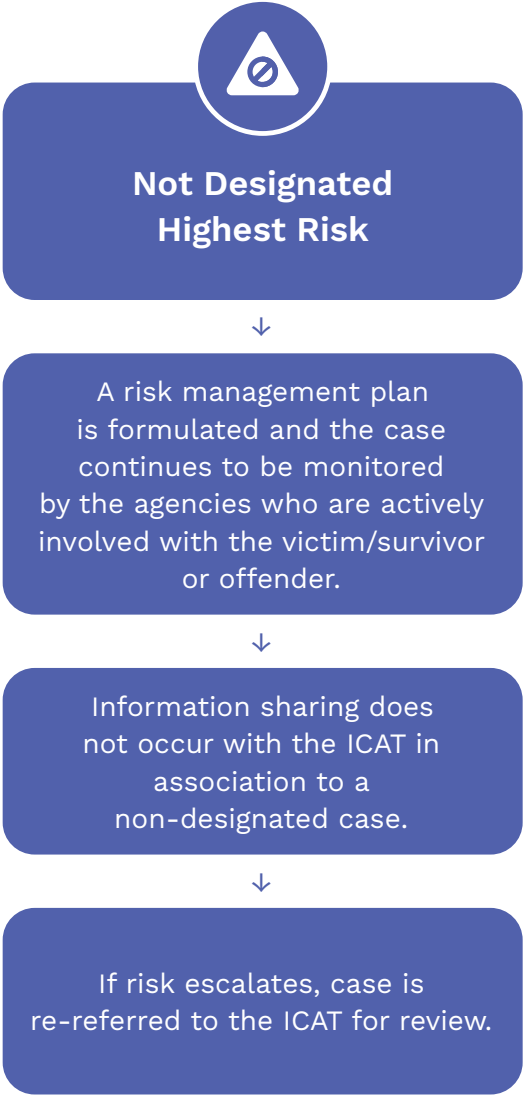 Not Designated
Highest Risk
↓
A risk management plan
is formulated and the case
continues to be monitored
by the agencies who are actively
involved with the victim/survivor
or offender.
↓
Information sharing does
not occur with the ICAT in
association to a
non-designated case.
↓
If risk escalates, case is
re-referred to the ICAT for review.